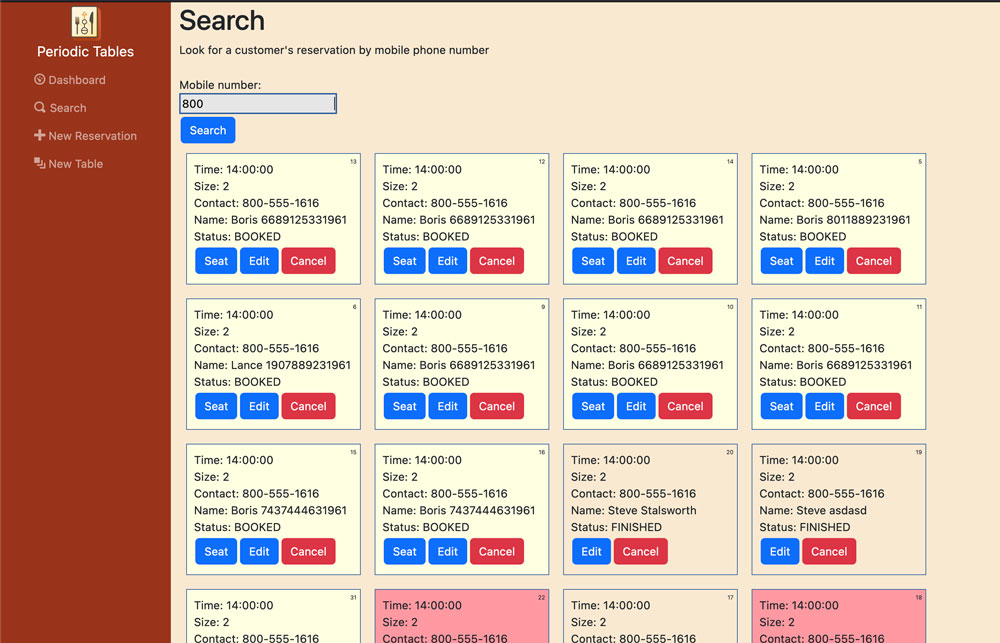 Periodic Tables
Dashboard
Search
New Reservation
New Table
Search
Look for a customer's reservation by mobile phone number
Mobile number:
800
Search
13
Time: 14:00:00
Size: 2
Contact: 800-555-1616
Name: Boris 6689125331961
Status: BOOKED
Seat Edit Cancel
12
Time: 14:00:00
Size: 2
Contact: 800-555-1616
Name: Boris 6689125331961
Status: BOOKED
Seat Edit Cancel
14
Time: 14:00:00
Size: 2
Contact: 800-555-1616
Name: Boris 6689125331961
Status: BOOKED
Seat Edit Cancel
5
Time: 14:00:00
Size: 2
Contact: 800-555-1616
Name: Boris 8011889231961
Status: BOOKED
Seat Edit Cancel
6
Time: 14:00:00
Size: 2
Contact: 800-555-1616
Name: Lance 1907889231961
Status: BOOKED
Seat Edit Cancel
9
Time: 14:00:00
Size: 2
Contact: 800-555-1616
Name: Boris 6689125331961
Status: BOOKED
Seat Edit Cancel
10
Time: 14:00:00
Size: 2
Contact: 800-555-1616
Name: Boris 6689125331961
Status: BOOKED
Seat Edit Cancel
11
Time: 14:00:00
Size: 2
Contact: 800-555-1616
Name: Boris 6689125331961
Status: BOOKED
Seat Edit Cancel
15
Time: 14:00:00
Size: 2
Contact: 800-555-1616
Name: Boris 7437444631961
Status: BOOKED
Seat Edit Cancel
16
Time: 14:00:00
Size: 2
Contact: 800-555-1616
Name: Boris 7437444631961
Status: BOOKED
Seat Edit Cancel
20
Time: 14:00:00
Size: 2
Contact: 800-555-1616
Name: Steve Stalsworth
Status: FINISHED
Edit Cancel
19
Time: 14:00:00
Size: 2
Contact: 800-555-1616
Name: Steve asdasd
Status: FINISHED
Edit Cancel
31
Time: 14:00:00
Size: 2
Contact: 800-555-1616
22
Time: 14:00:00
Size: 2
Contact: 800-555-1616
17
Time: 14:00:00
Size: 2
Contact: 800-555-1616
18
Time: 14:00:00
Size: 2
Contact: 800-555-1616